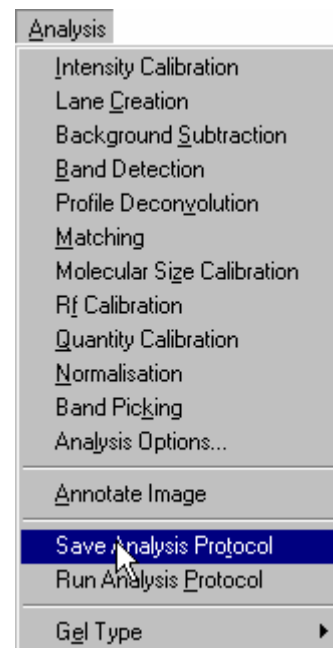 Analysis
Intensity Calibration
Lane Creation
Background Subtraction
Band Detection
Profile Deconvolution
Matching
Molecular Size Calibration
Rf Calibration
Quantity Calibration
Normalisation
Band Picking
Analysis Options...
Annotate Image
Save Analysis Protocol
Run Analysis Protocol
Gel Type